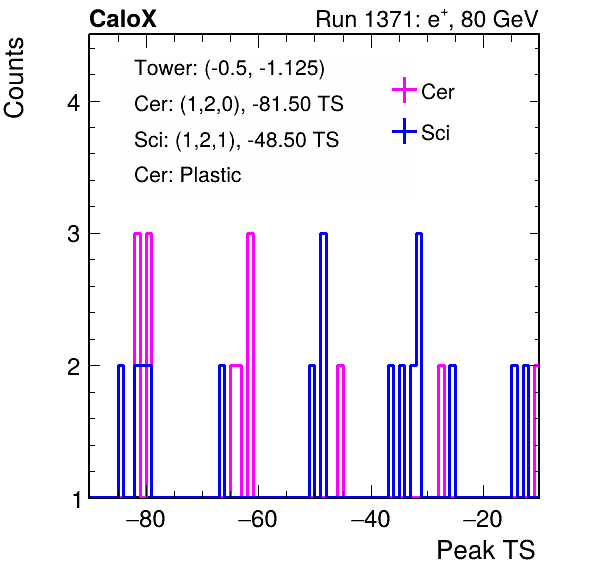 CaloX Run 1371: e⁺, 80 GeV
Counts
Tower: (-0.5, -1.125)
Cer: (1,2,0), -81.50 TS
Sci: (1,2,1), -48.50 TS
Cer: Plastic
Cer
Sci
4
3
2
1
−80 −60 −40 −20
Peak TS